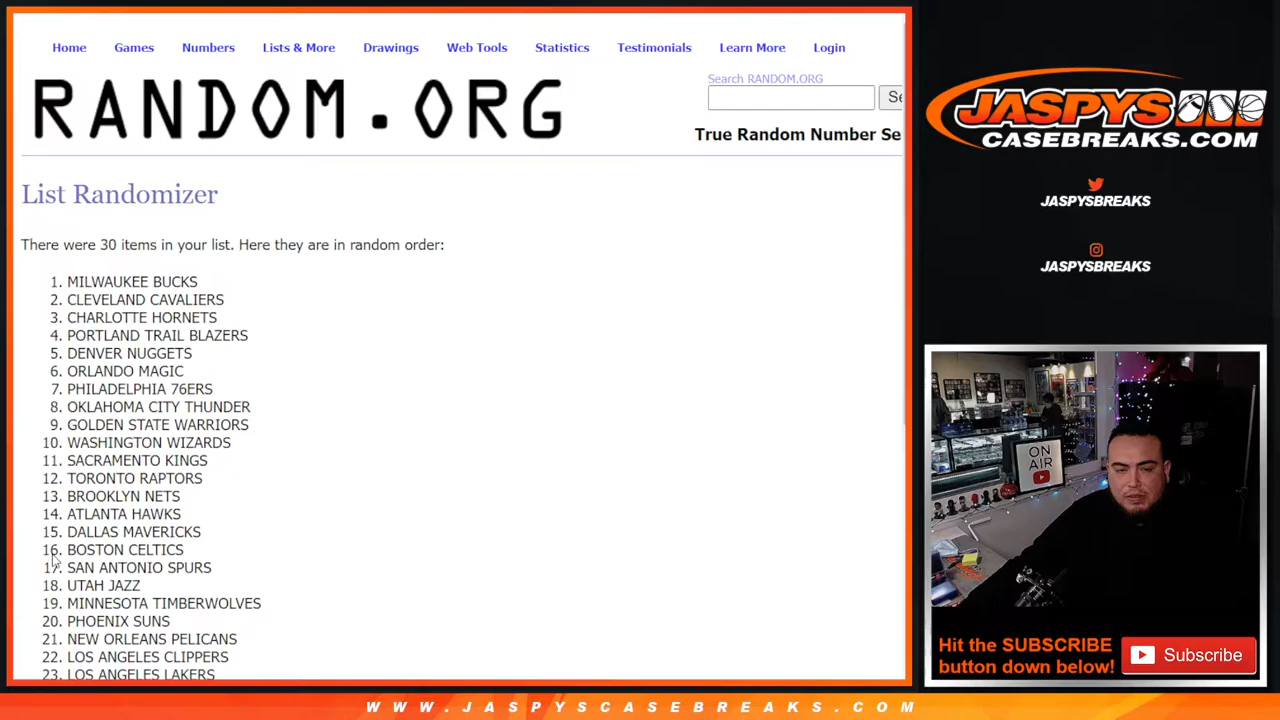 Home Games Numbers Lists & More Drawings Web Tools Statistics Testimonials Learn More Login
RANDOM.ORG
Search RANDOM.ORG
Se
True Random Number Se
List Randomizer
There were 30 items in your list. Here they are in random order:
1. MILWAUKEE BUCKS
2. CLEVELAND CAVALIERS
3. CHARLOTTE HORNETS
4. PORTLAND TRAIL BLAZERS
5. DENVER NUGGETS
6. ORLANDO MAGIC
7. PHILADELPHIA 76ERS
8. OKLAHOMA CITY THUNDER
9. GOLDEN STATE WARRIORS
10. WASHINGTON WIZARDS
11. SACRAMENTO KINGS
12. TORONTO RAPTORS
13. BROOKLYN NETS
14. ATLANTA HAWKS
15. DALLAS MAVERICKS
16. BOSTON CELTICS
17. SAN ANTONIO SPURS
18. UTAH JAZZ
19. MINNESOTA TIMBERWOLVES
20. PHOENIX SUNS
21. NEW ORLEANS PELICANS
22. LOS ANGELES CLIPPERS
23. LOS ANGELES LAKERS
JASPYS
CASEBREAKS.COM
JASPYSBREAKS
JASPYSBREAKS
ON
AIR
Hit the SUBSCRIBE
button down below!
Subscribe
WWW.JASPYSCASEBREAKS.COM